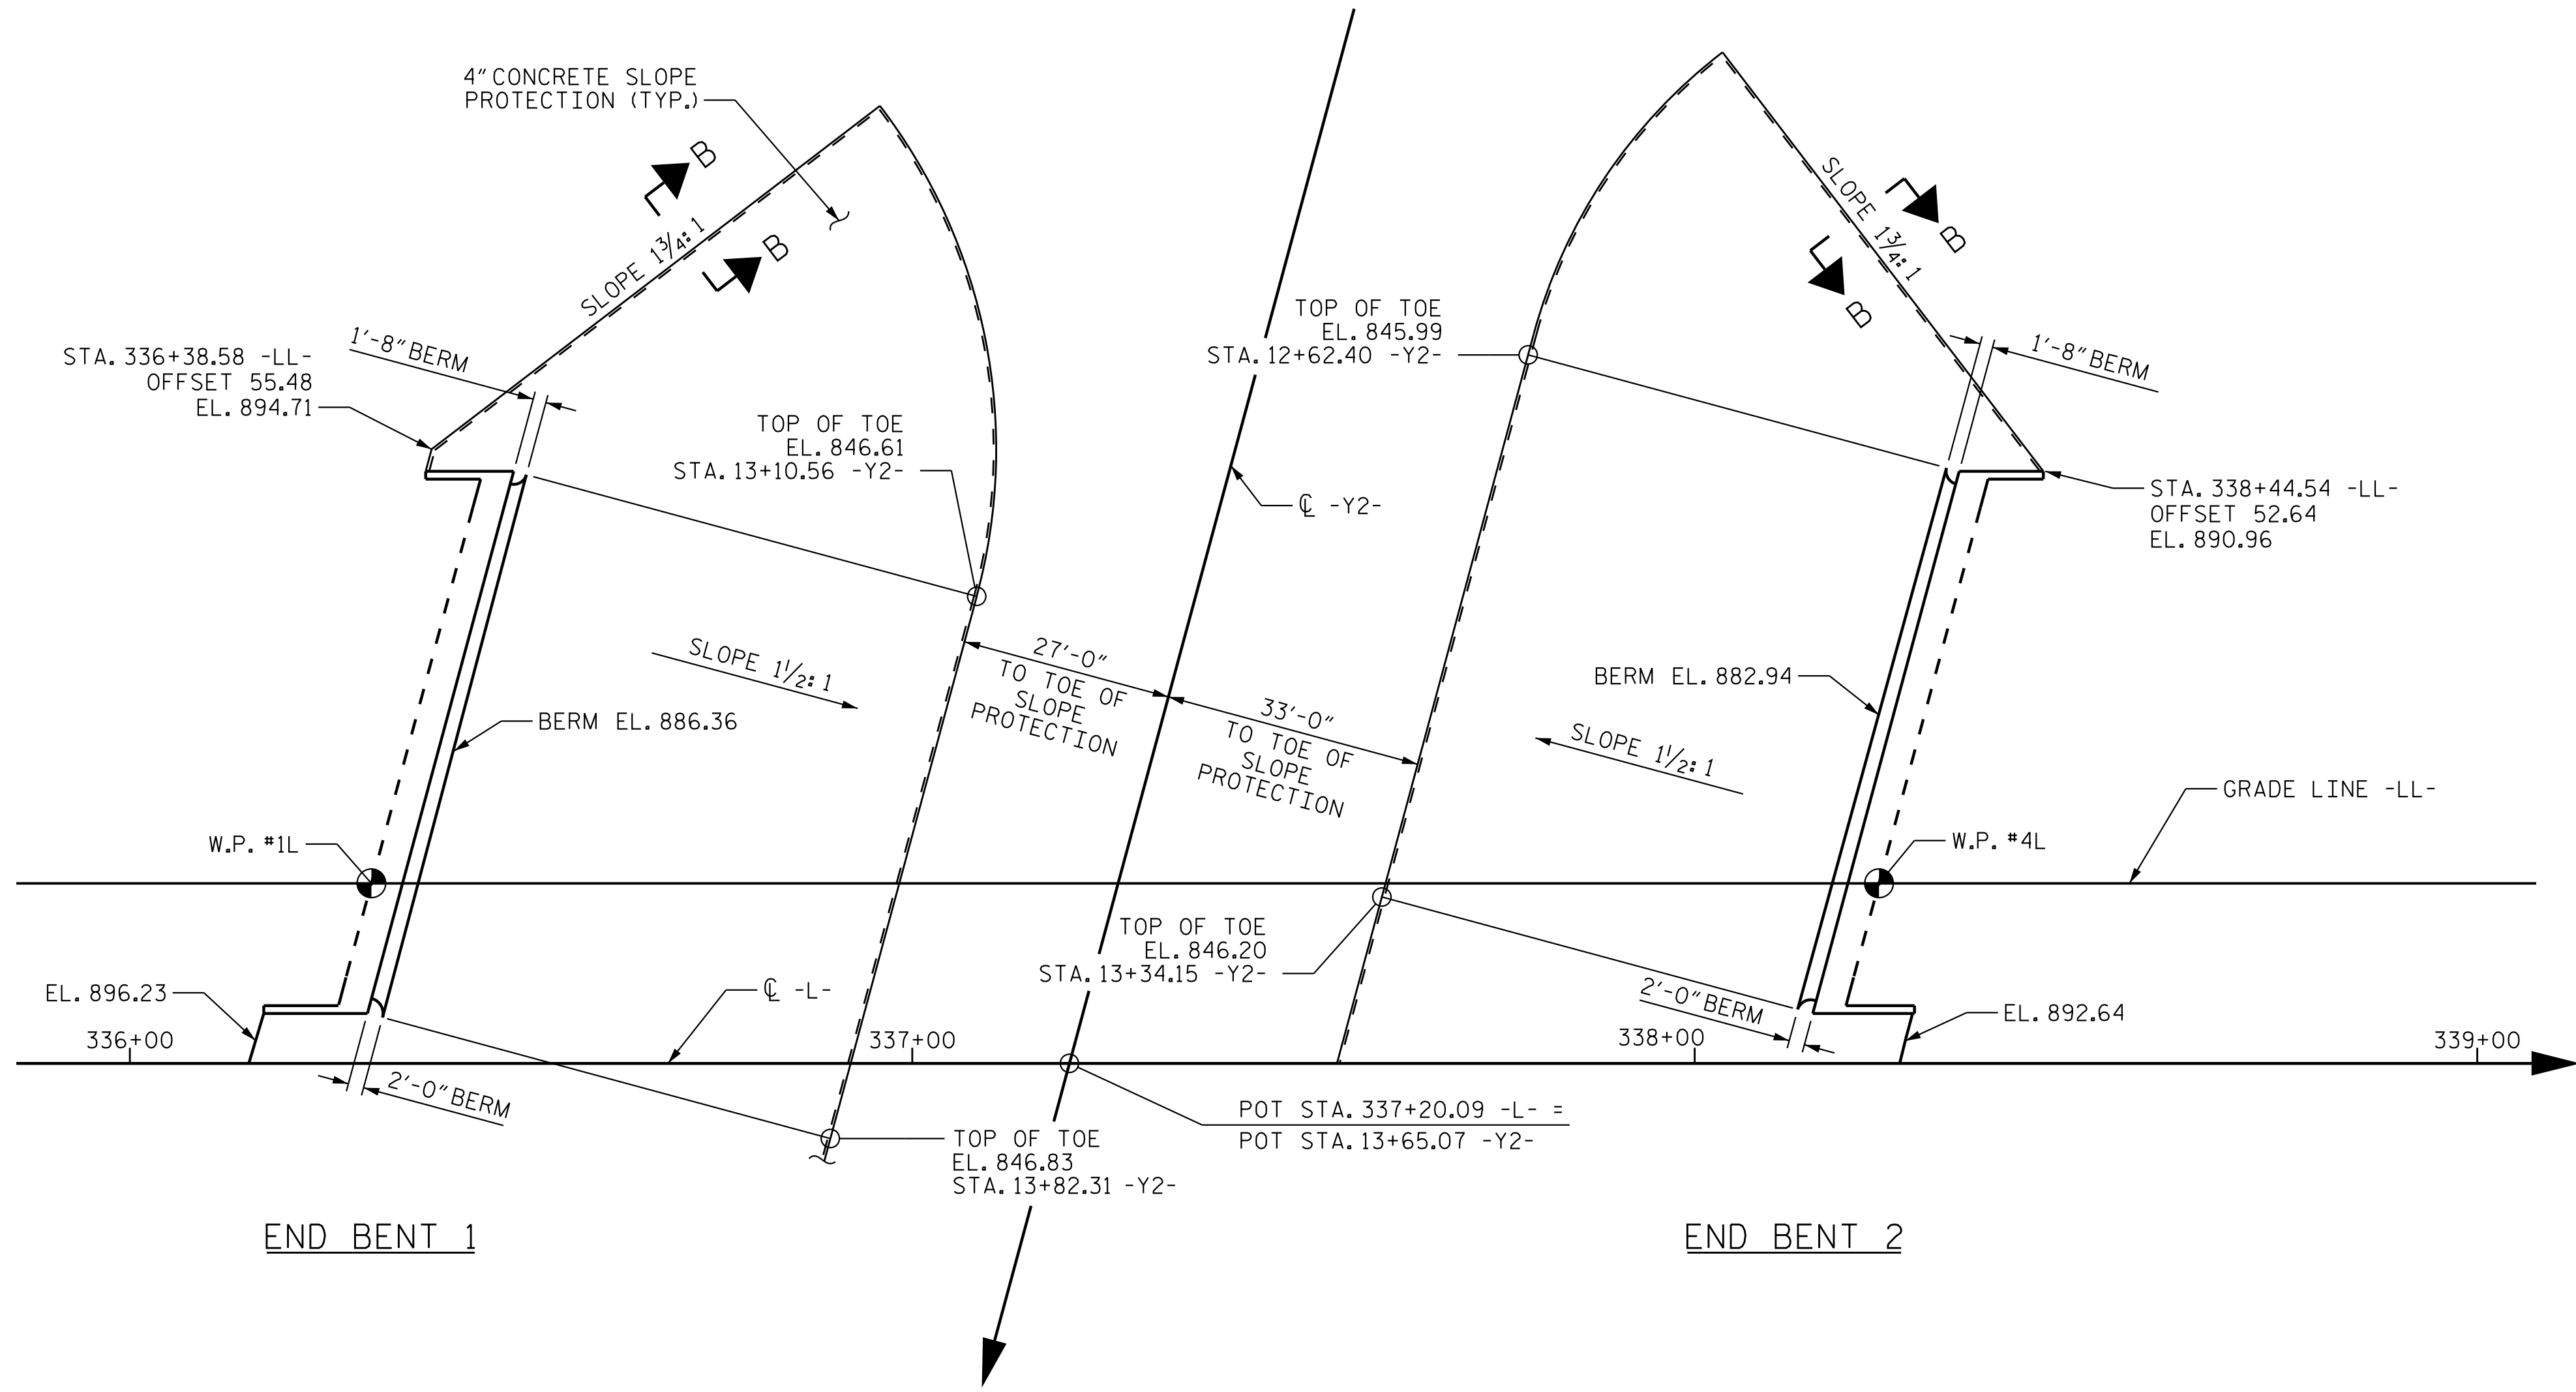 4" CONCRETE SLOPE
PROTECTION (TYP.)
B
B
SLOPE 1¾:1
STA. 336+38.58 -LL-
OFFSET 55.48
EL. 894.71
1'-8" BERM
TOP OF TOE
EL. 846.61
STA. 13+10.56 -Y2-
TOP OF TOE
EL. 845.99
STA. 12+62.40 -Y2-
SLOPE 1¾:1
B
B
1'-8" BERM
℄ -Y2-
STA. 338+44.54 -LL-
OFFSET 52.64
EL. 890.96
SLOPE 1½:1
27'-0"
TO TOE OF
SLOPE
PROTECTION
33'-0"
TO TOE OF
SLOPE
PROTECTION
BERM EL. 886.36
BERM EL. 882.94
SLOPE 1½:1
GRADE LINE -LL-
W.P. #1L
W.P. #4L
TOP OF TOE
EL. 846.20
STA. 13+34.15 -Y2-
EL. 896.23
℄ -L-
2'-0" BERM
EL. 892.64
336+00
337+00
338+00
339+00
2'-0" BERM
POT STA. 337+20.09 -L- =
POT STA. 13+65.07 -Y2-
TOP OF TOE
EL. 846.83
STA. 13+82.31 -Y2-
END BENT 1
END BENT 2